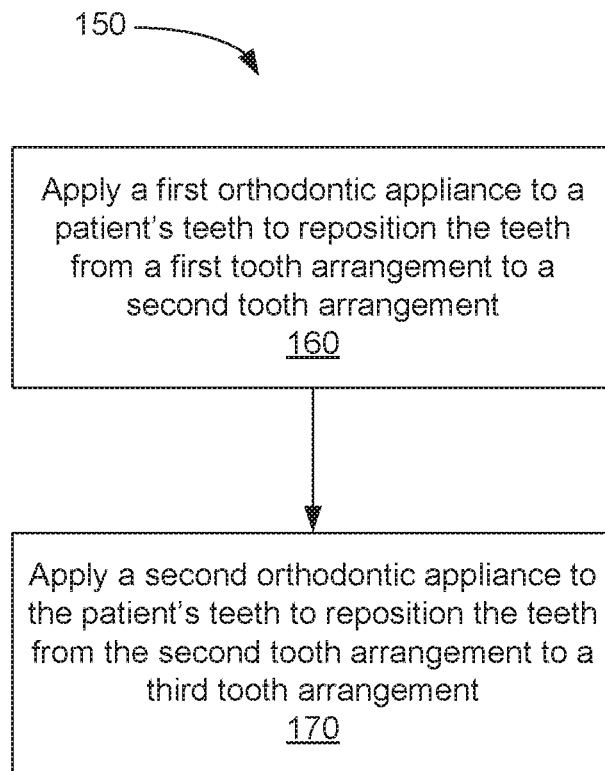 150
Apply a first orthodontic appliance to a
patient's teeth to reposition the teeth
from a first tooth arrangement to a
second tooth arrangement
160
Apply a second orthodontic appliance to
the patient's teeth to reposition the teeth
from the second tooth arrangement to a
third tooth arrangement
170